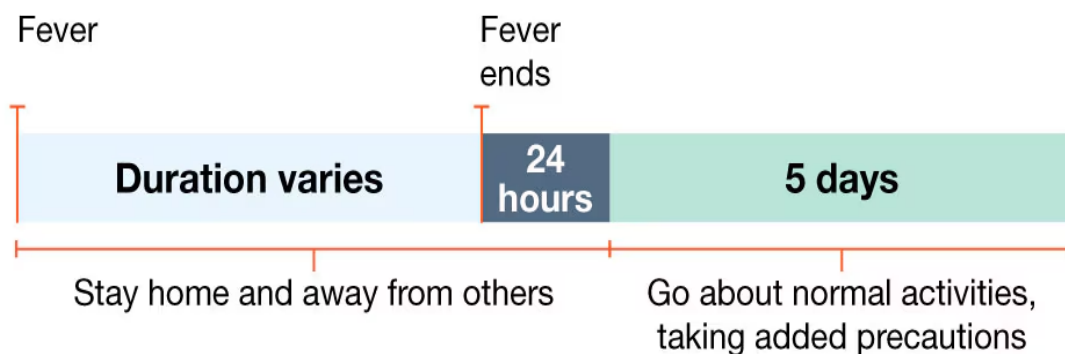 Fever
Fever
ends
Duration varies
24
hours
5 days
Stay home and away from others
Go about normal activities,
taking added precautions